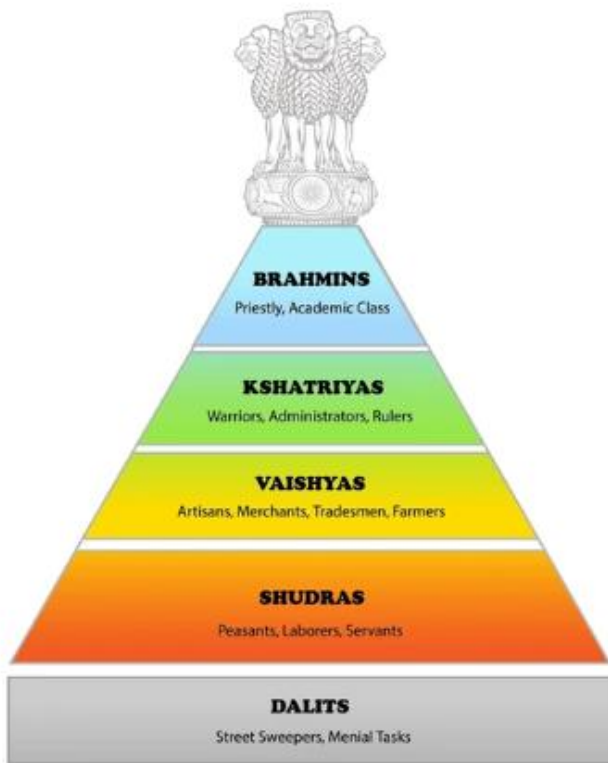 BRAHMINS
Priestly, Academic Class
KSHATRIYAS
Warriors, Administrators, Rulers
VAISHYAS
Artisans, Merchants, Tradesmen, Farmers
SHUDRAS
Peasants, Laborers, Servants
DALITS
Street Sweepers, Menial Tasks